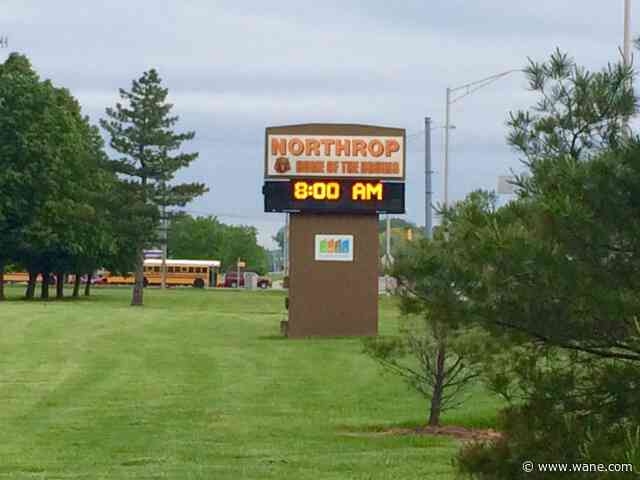 NORTHROP
HOME OF THE BRUINS
8:00 AM
www.wane.com